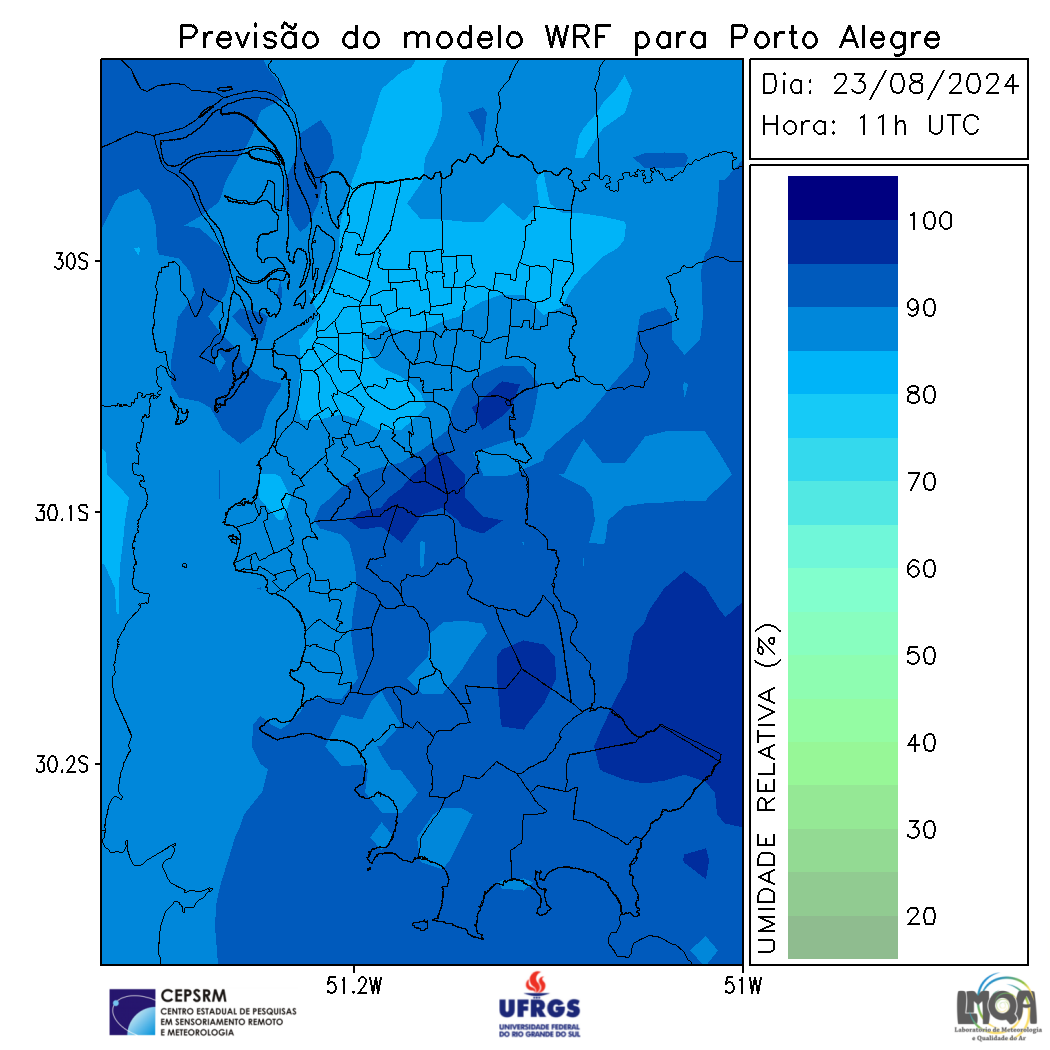 Previsão do modelo WRF para Porto Alegre
Dia: 23/08/2024
Hora: 11h UTC
100
90
80
70
60
50
40
30
20
UMIDADE RELATIVA (%)
30S
30.1S
30.2S
51.2W
51W
CEPSRM
CENTRO ESTADUAL DE PESQUISAS
EM SENSORIAMENTO REMOTO
E METEOROLOGIA
UFRGS
UNIVERSIDADE FEDERAL
DO RIO GRANDE DO SUL
LMQA
Laboratório de Meteorologia
e Qualidade do Ar